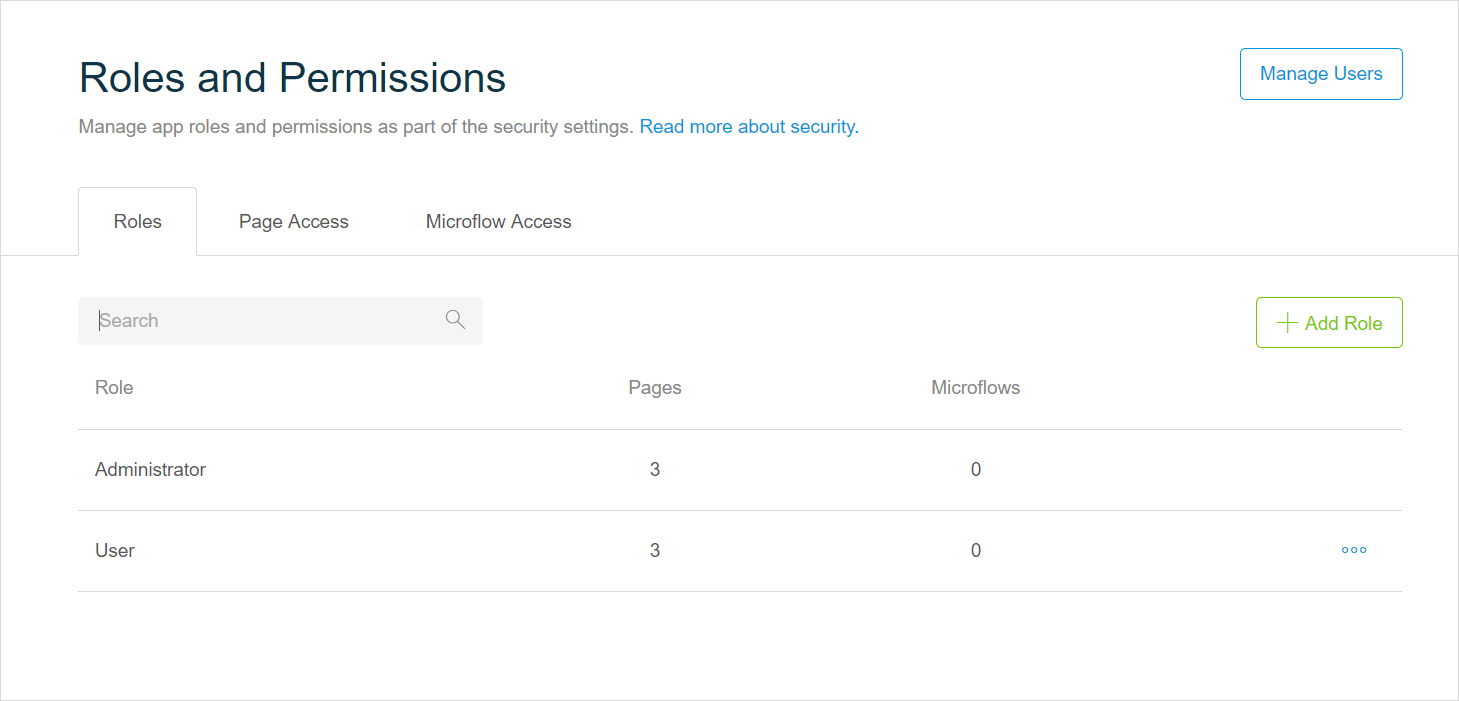 Roles and Permissions
Manage Users
Manage app roles and permissions as part of the security settings. Read more about security.
Roles Page Access Microflow Access
Search
Add Role
Role Pages Microflows
Administrator 3 0
User 3 0